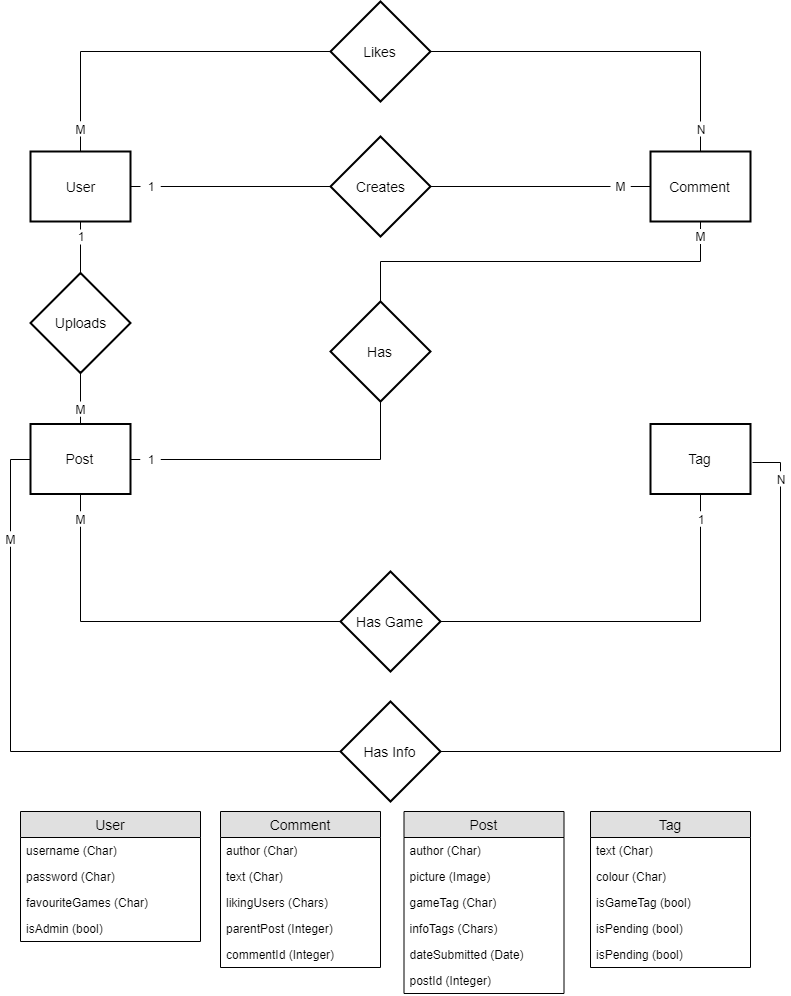 Likes
M
N
User
1
Creates
M
Comment
1
M
Uploads
Has
M
Post
1
Tag
N
M
1
M
Has Game
Has Info
User
username (Char)
password (Char)
favouriteGames (Char)
isAdmin (bool)
Comment
author (Char)
text (Char)
likingUsers (Chars)
parentPost (Integer)
commentId (Integer)
Post
author (Char)
picture (Image)
gameTag (Char)
infoTags (Chars)
dateSubmitted (Date)
postId (Integer)
Tag
text (Char)
colour (Char)
isGameTag (bool)
isPending (bool)
isPending (bool)